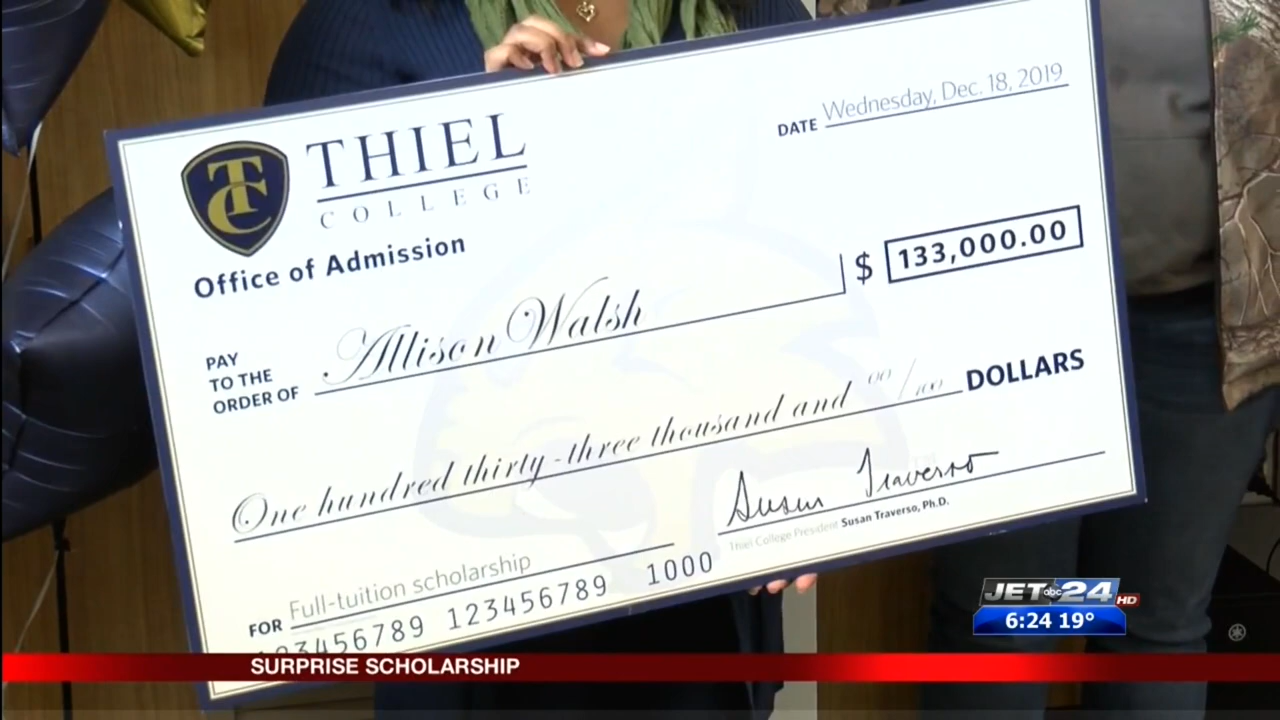 TC
THIEL
COLLEGE
Office of Admission
DATE Wednesday, Dec. 18, 2019
$ 133,000.00
PAY
TO THE
ORDER OF Allison Walsh
One hundred thirty-three thousand and 00/100 DOLLARS
Susan Traverso
Thiel College President Susan Traverso, Ph.D.
FOR Full-tuition scholarship
23456789 123456789 1000
JET abc 24 HD
6:24 19°
SURPRISE SCHOLARSHIP